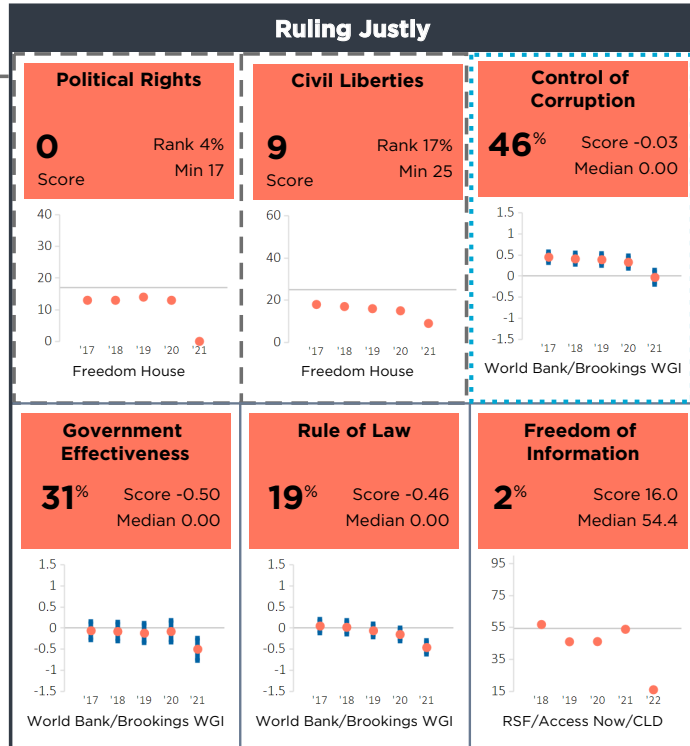 Ruling Justly
Political Rights
0
Score
Rank 4%
Min 17
40
30
20
10
0
'17 '18 '19 '20 '21
Freedom House
Civil Liberties
9
Score
Rank 17%
Min 25
60
40
20
0
'17 '18 '19 '20 '21
Freedom House
Control of
Corruption
46%
Score -0.03
Median 0.00
1.5
1
0.5
0
-0.5
-1
-1.5
'17 '18 '19 '20 '21
World Bank/Brookings WGI
Government
Effectiveness
31%
Score -0.50
Median 0.00
1.5
1
0.5
0
-0.5
-1
-1.5
'17 '18 '19 '20 '21
World Bank/Brookings WGI
Rule of Law
19%
Score -0.46
Median 0.00
1.5
1
0.5
0
-0.5
-1
-1.5
'17 '18 '19 '20 '21
World Bank/Brookings WGI
Freedom of
Information
2%
Score 16.0
Median 54.4
95
75
55
35
15
'18 '19 '20 '21 '22
RSF/Access Now/CLD